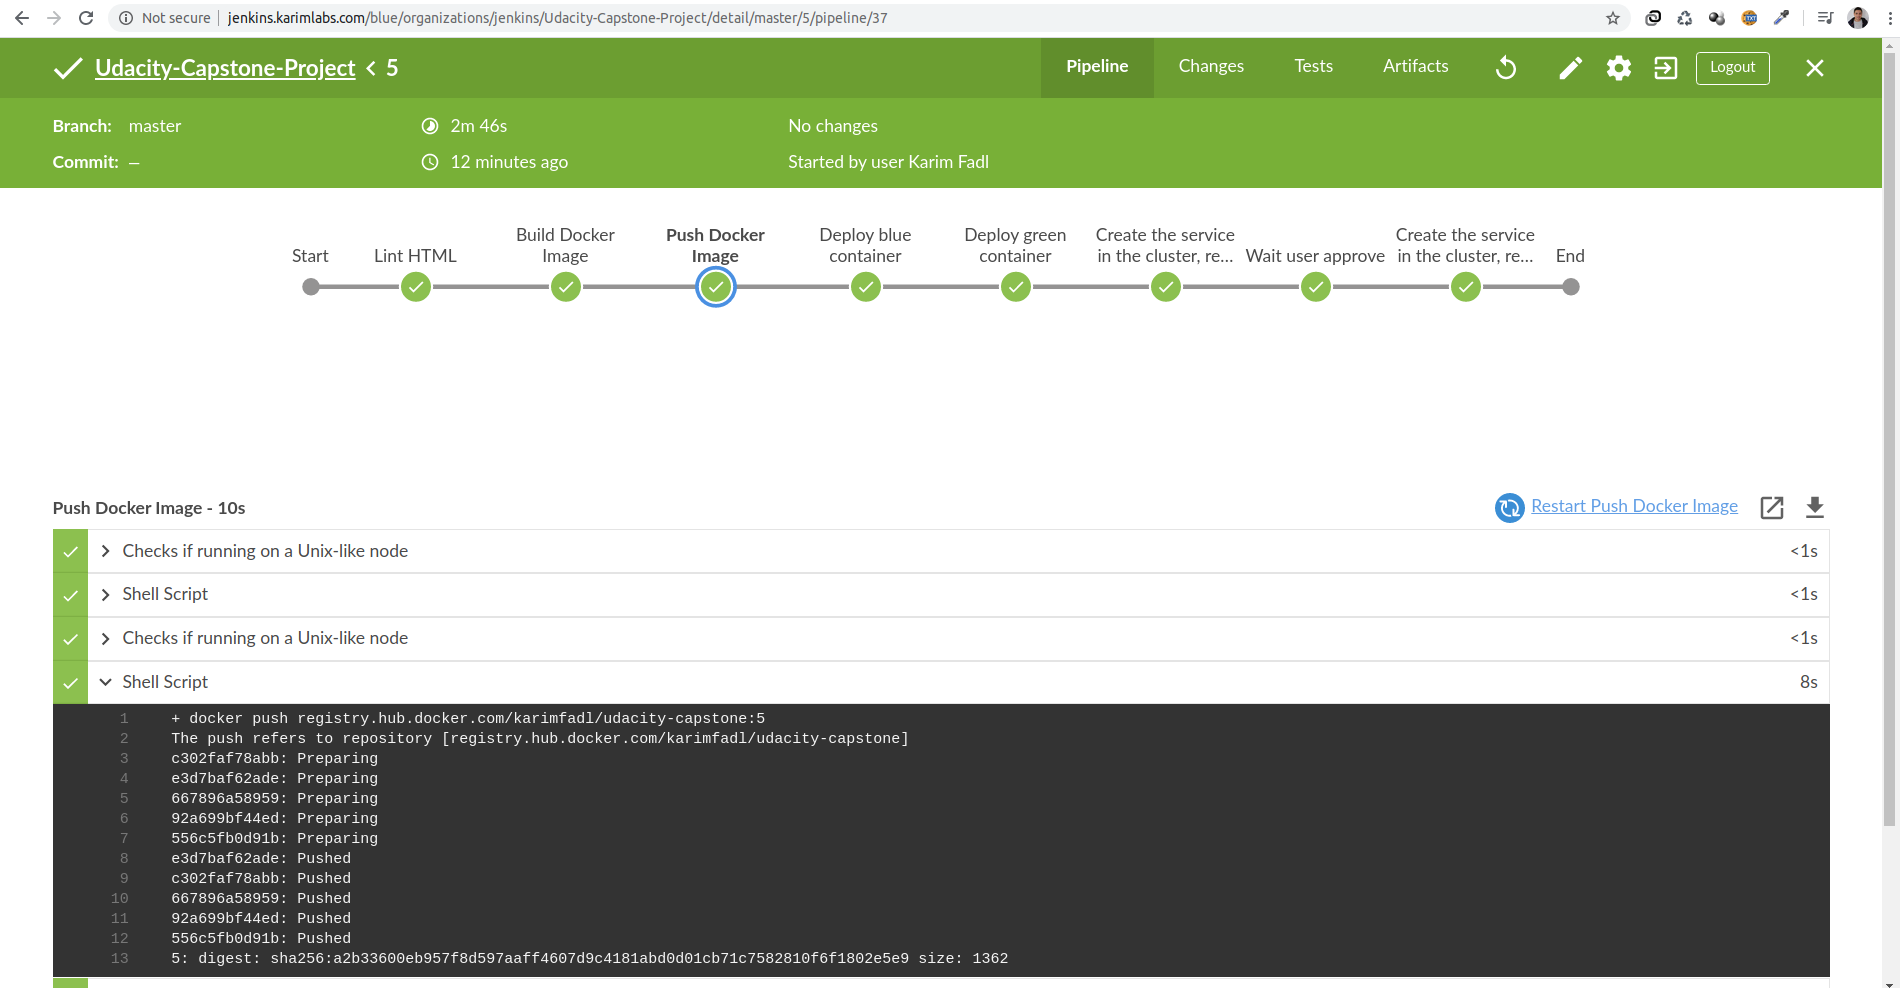 Not secure | jenkins.karimlabs.com/blue/organizations/jenkins/Udacity-Capstone-Project/detail/master/5/pipeline/37
Udacity-Capstone-Project < 5
Pipeline Changes Tests Artifacts Logout
Branch: master 2m 46s No changes
Commit: — 12 minutes ago Started by user Karim Fadl
Build Docker Push Docker Deploy blue Deploy green Create the service Create the service
Start Lint HTML Image Image container container in the cluster, re... Wait user approve in the cluster, re... End
Push Docker Image - 10s Restart Push Docker Image
Checks if running on a Unix-like node <1s
Shell Script <1s
Checks if running on a Unix-like node <1s
Shell Script 8s
1 + docker push registry.hub.docker.com/karimfadl/udacity-capstone:5
2 The push refers to repository [registry.hub.docker.com/karimfadl/udacity-capstone]
3 c302faf78abb: Preparing
4 e3d7baf62ade: Preparing
5 667896a58959: Preparing
6 92a699bf44ed: Preparing
7 556c5fb0d91b: Preparing
8 e3d7baf62ade: Pushed
9 c302faf78abb: Pushed
10 667896a58959: Pushed
11 92a699bf44ed: Pushed
12 556c5fb0d91b: Pushed
13 5: digest: sha256:a2b33600eb957f8d597aaff4607d9c4181abd0d01cb71c7582810f6f1802e5e9 size: 1362